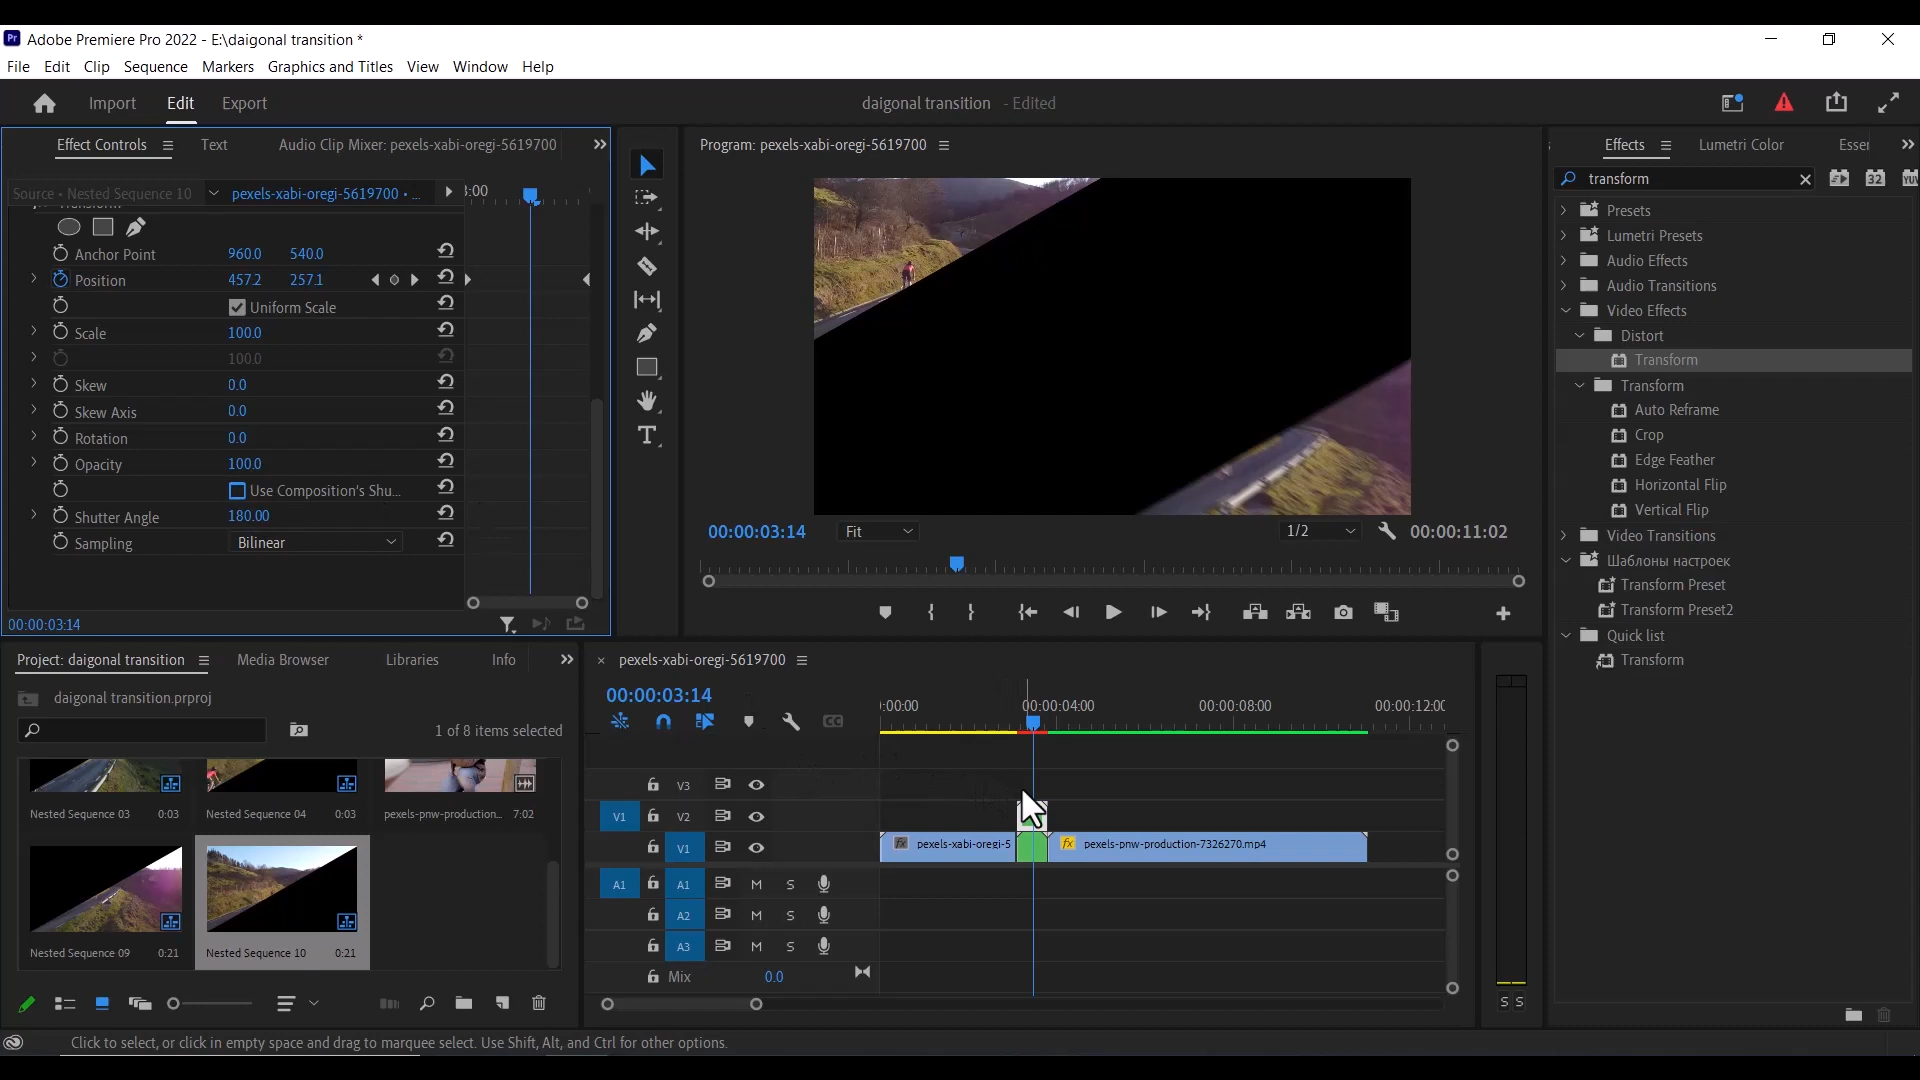 Adobe Premiere Pro 2022 - E:\daigonal transition *
File Edit Clip Sequence Markers Graphics and Titles View Window Help
Import Edit Export
daigonal transition - Edited
Effect Controls Text Audio Clip Mixer: pexels-xabi-oregi-5619700
Source • Nested Sequence 10 pexels-xabi-oregi-5619700 • ... 3:00
Anchor Point 960.0 540.0
Position 457.2 257.1
Uniform Scale
Scale 100.0
100.0
Skew 0.0
Skew Axis 0.0
Rotation 0.0
Opacity 100.0
Use Composition's Shu...
Shutter Angle 180.00
Sampling Bilinear
00:00:03:14
Program: pexels-xabi-oregi-5619700
00:00:03:14 Fit 1/2 00:00:11:02
Effects Lumetri Color Esser
transform
32 YUV
Presets
Lumetri Presets
Audio Effects
Audio Transitions
Video Effects
Distort
Transform
Transform
Auto Reframe
Crop
Edge Feather
Horizontal Flip
Vertical Flip
Video Transitions
Шаблоны настроек
Transform Preset
Transform Preset2
Quick list
Transform
Project: daigonal transition Media Browser Libraries Info
daigonal transition.prproj
1 of 8 items selected
Nested Sequence 03 0:03
Nested Sequence 04 0:03
pexels-pnw-production... 7:02
Nested Sequence 09 0:21
Nested Sequence 10 0:21
pexels-xabi-oregi-5619700
00:00:03:14
:00:00 00:00:04:00 00:00:08:00 00:00:12:00
CC
V3
V1 V2
V1 pexels-xabi-oregi-5 pexels-pnw-production-7326270.mp4
A1 A1 M S
A2 M S
A3 M S
Mix 0.0
S S
Click to select, or click in empty space and drag to marquee select. Use Shift, Alt, and Ctrl for other options.